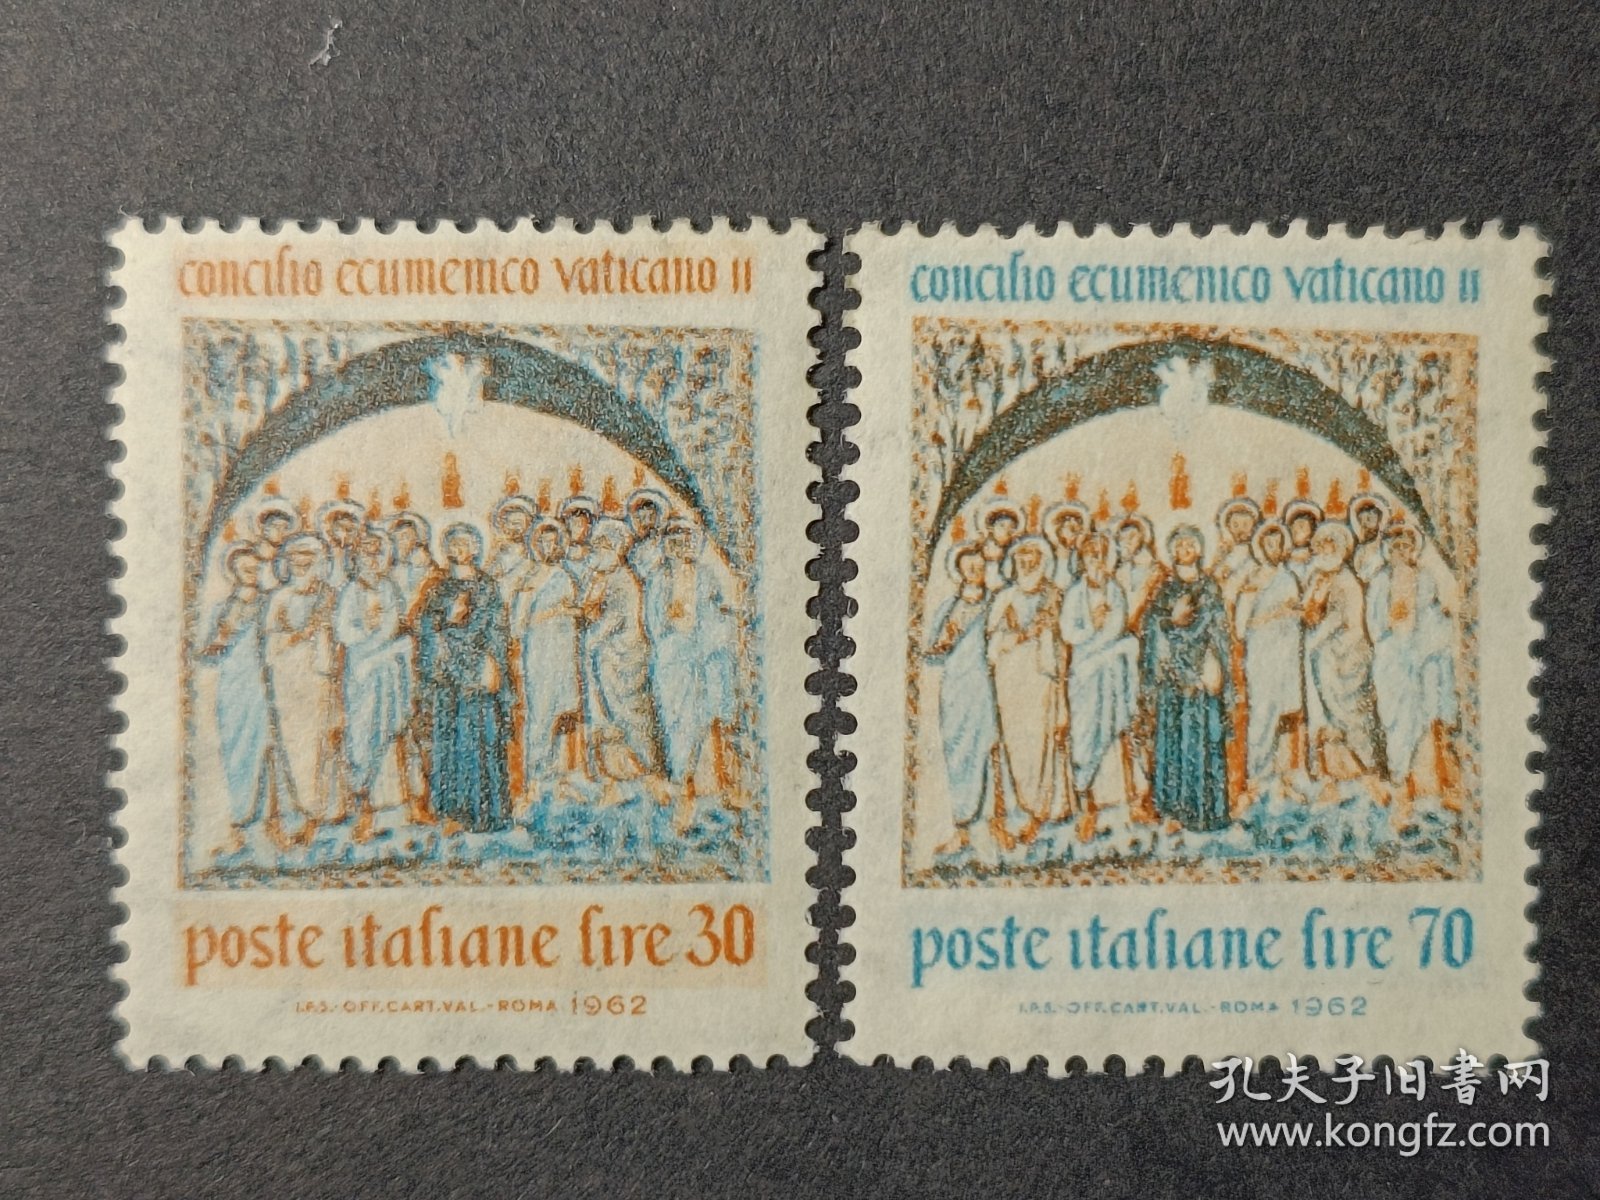 concilio ecumenico vaticano II
poste italiane lire 30
I.P.S.-OFF.CART.VAL.-ROMA 1962
concilio ecumenico vaticano II
poste italiane lire 70
I.P.S.-OFF.CART.VAL.-ROMA 1962
孔夫子旧书网
www.kongfz.com